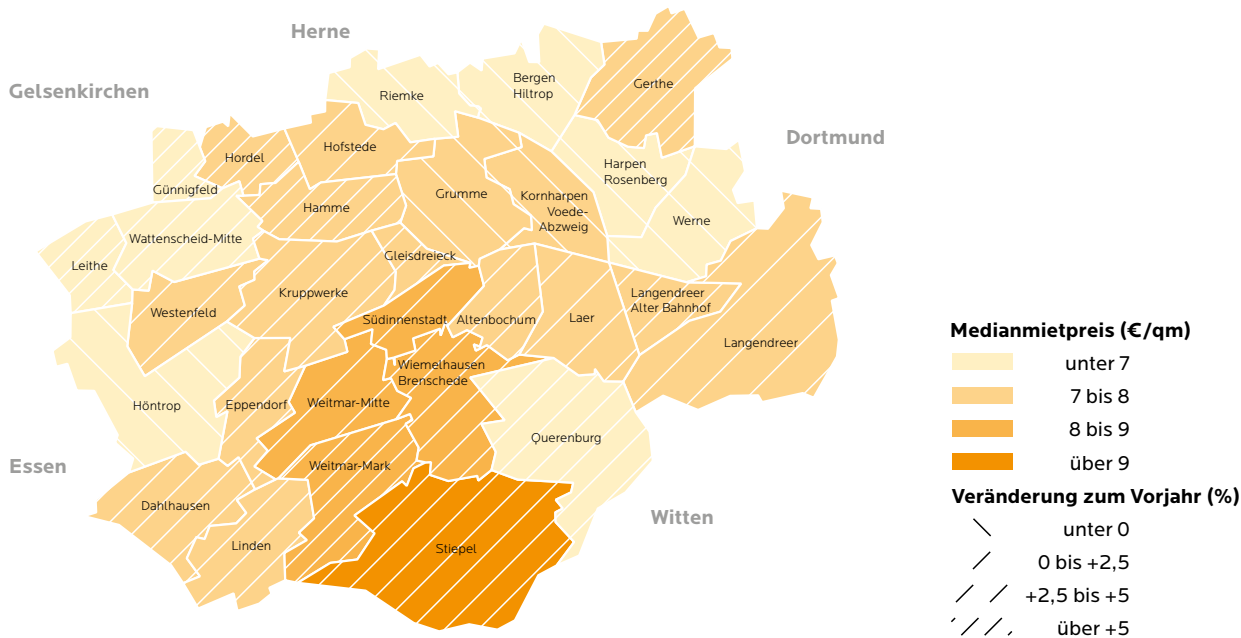 Herne
Gelsenkirchen
Dortmund
Essen
Witten
Bergen
Hiltrop
Gerthe
Riemke
Hordel
Hofstede
Harpen
Rosenberg
Günnigfeld
Grumme
Kornharpen
Voede-
Abzweig
Hamme
Werne
Wattenscheid-Mitte
Gleisdreieck
Leithe
Kruppwerke
Langendreer
Alter Bahnhof
Westenfeld
Südinnenstadt
Altenbochum
Laer
Langendreer
Wiemelhausen
Brenschede
Höntrop
Eppendorf
Weitmar-Mitte
Querenburg
Weitmar-Mark
Dahlhausen
Linden
Stiepel
Medianmietpreis (€/qm)
unter 7
7 bis 8
8 bis 9
über 9
Veränderung zum Vorjahr (%)
unter 0
0 bis +2,5
+2,5 bis +5
über +5